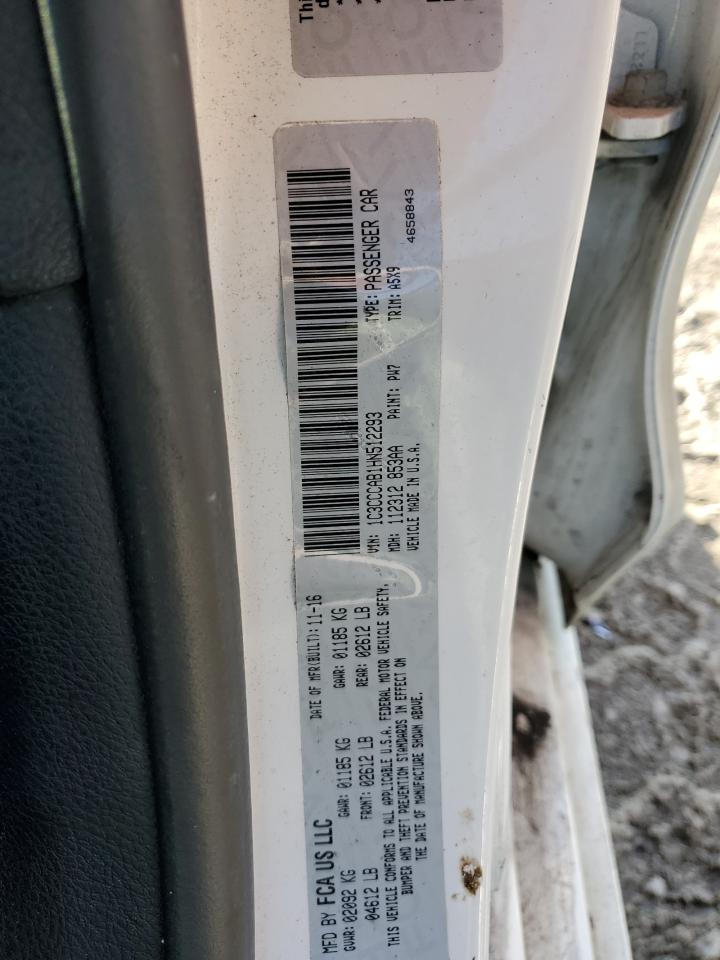 Thi
d
MFD BY FCA US LLC
DATE OF MFR(BUILT): 11-16
GVWR: 02092 KG
GAWR: 01185 KG
GAWR: 01185 KG
04612 LB
FRONT: 02612 LB
REAR: 02612 LB
THIS VEHICLE CONFORMS TO ALL APPLICABLE U.S.A. FEDERAL MOTOR VEHICLE SAFETY,
BUMPER AND THEFT PREVENTION STANDARDS IN EFFECT ON
THE DATE OF MANUFACTURE SHOWN ABOVE.
VIN: 1C3CCCAB1HN512293
TYPE: PASSENGER CAR
MDH: 112312 853AA
PAINT: PW7
TRIM: A5X9
VEHICLE MADE IN U.S.A.
4658843